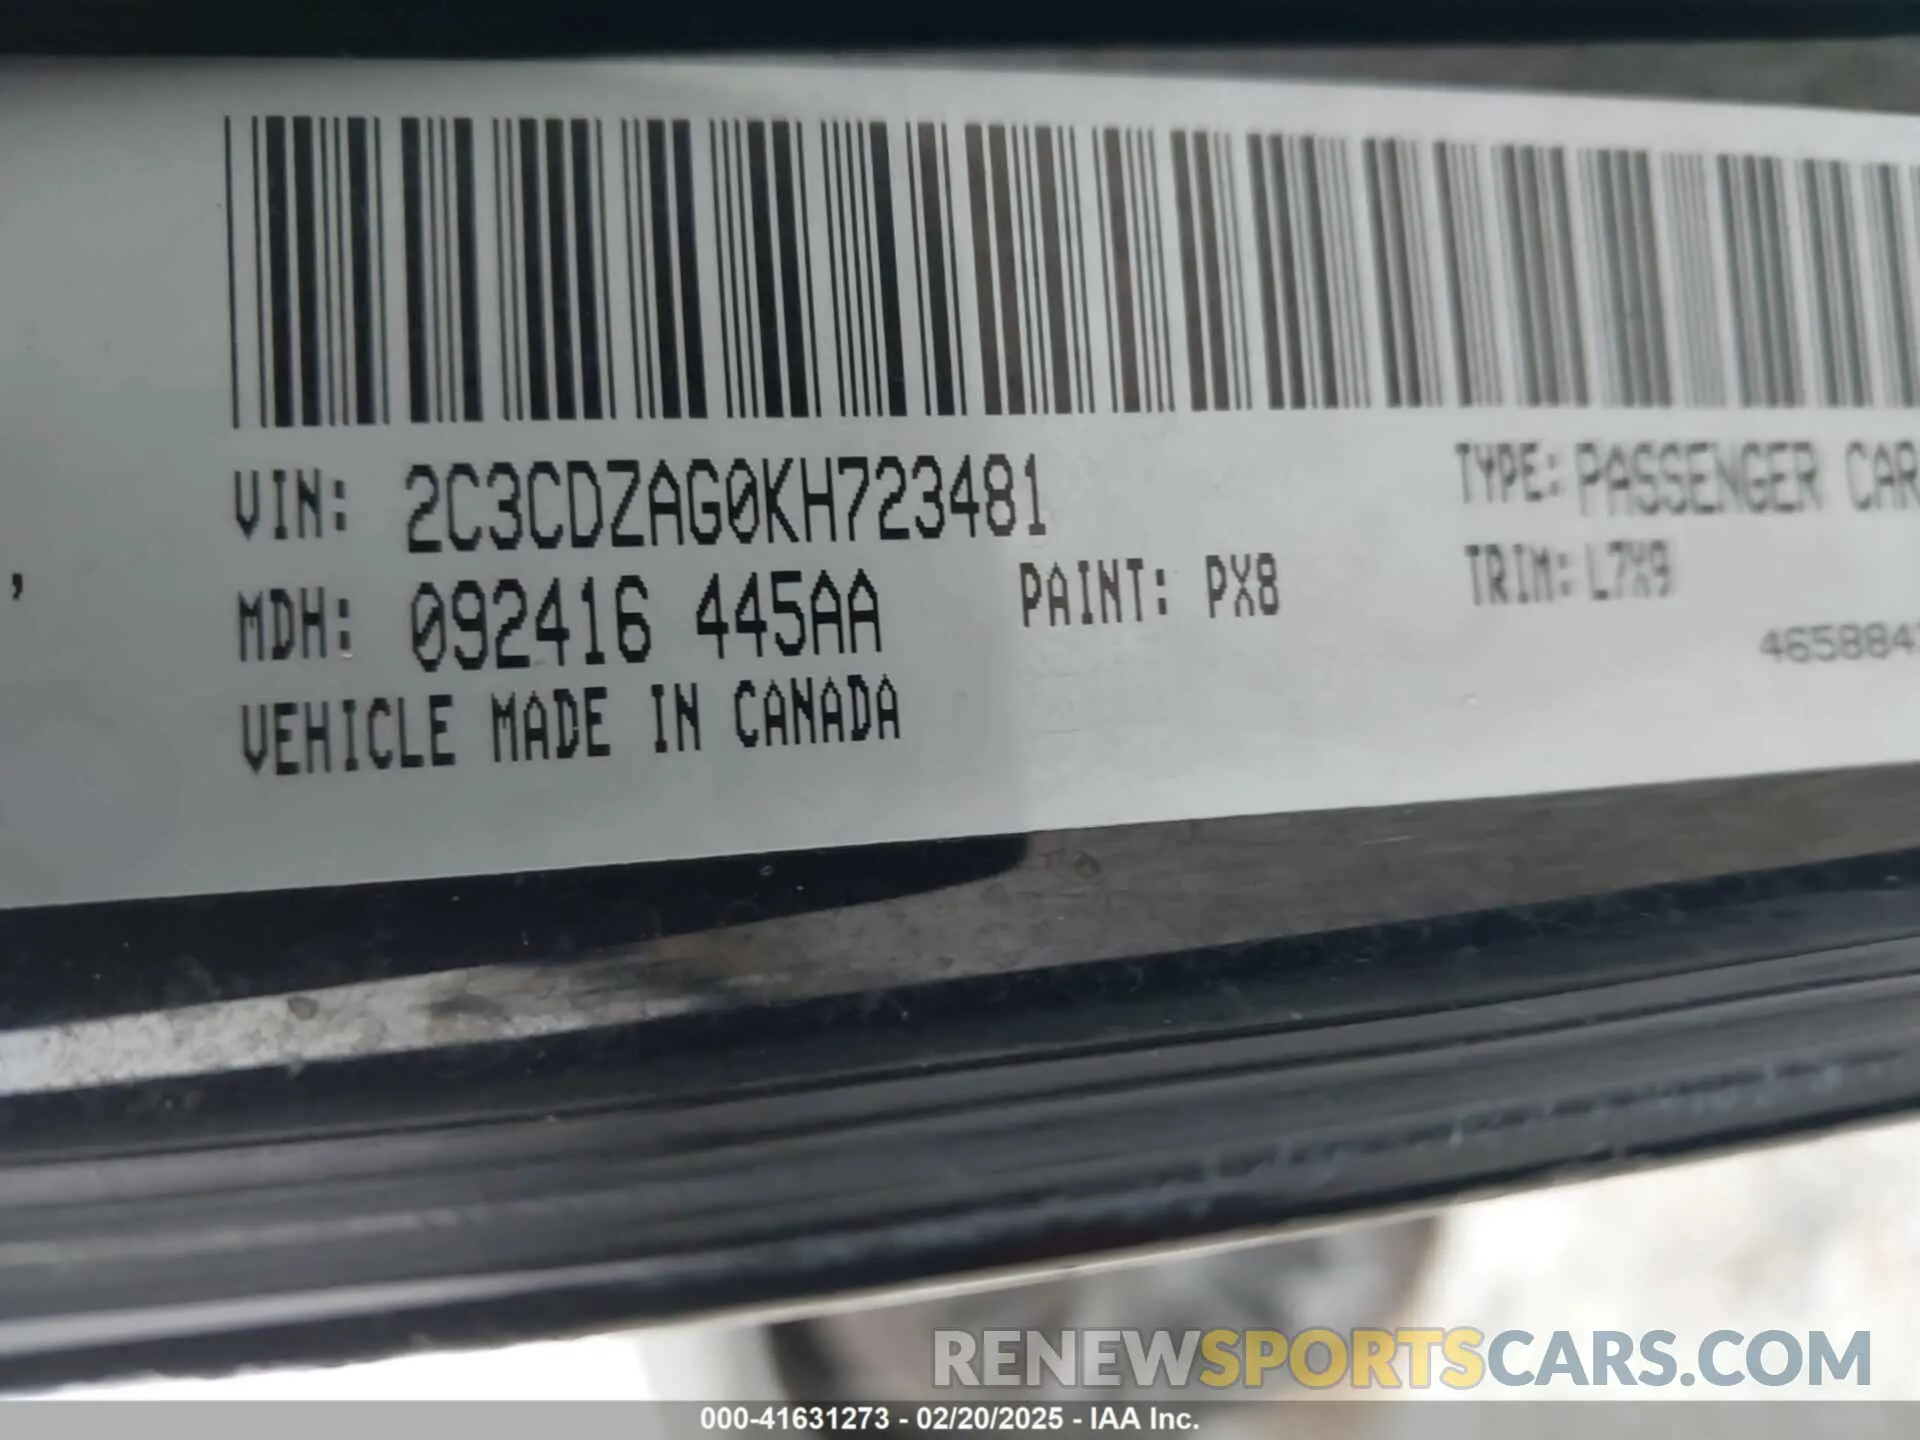 VIN: 2C3CDZAG0KH723481
TYPE: PASSENGER CAR
MDH: 092416 445AA
PAINT: PX8
TRIM: L7X9
VEHICLE MADE IN CANADA
RENEWSPORTSCARS.COM
000-41631273 - 02/20/2025 - IAA Inc.